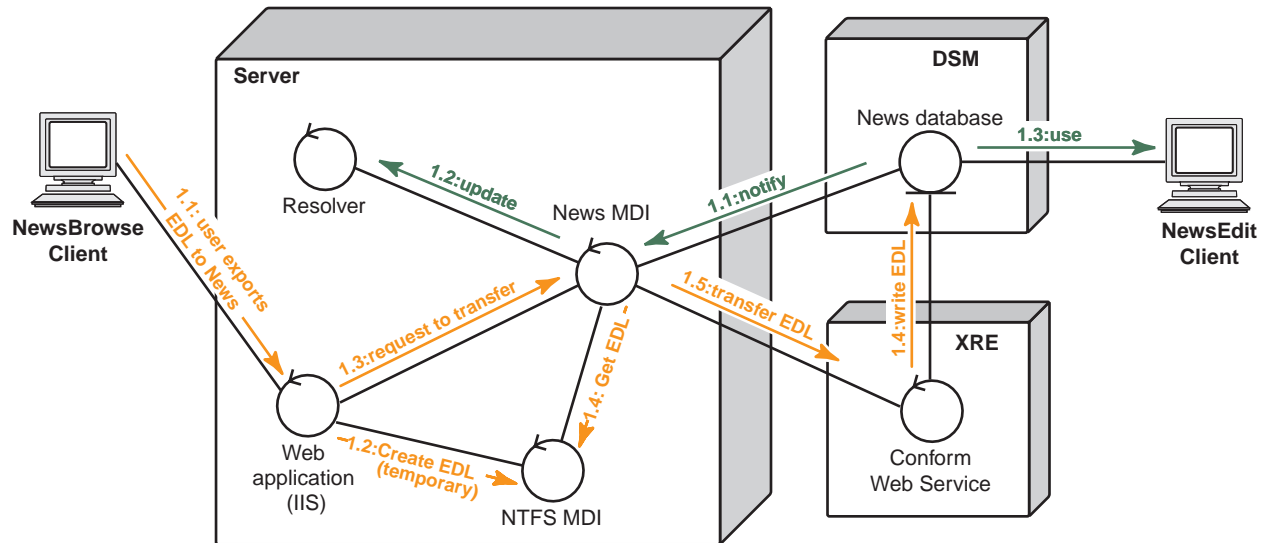 Server
DSM
News database
1.3:use
NewsBrowse
Client
NewsEdit
Client
Resolver
1.2:update
News MDI
1.1:notify
1.1: user exports
EDL to News
1.3:request to transfer
1.5:transfer EDL
1.4:write EDL
XRE
1.4: Get EDL
Web
application
(IIS)
1.2:Create EDL
(temporary)
NTFS MDI
Conform
Web Service